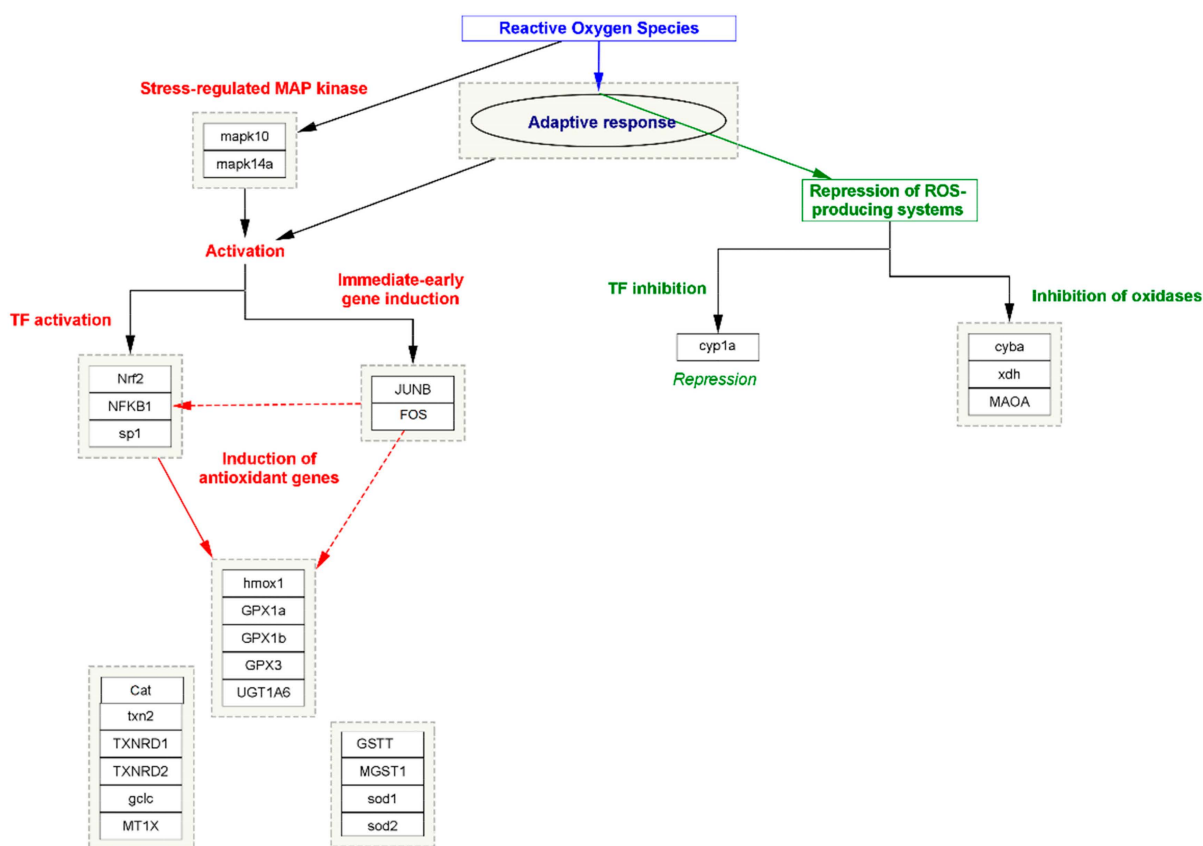 Reactive Oxygen Species
Stress-regulated MAP kinase
mapk10
mapk14a
Adaptive response
Repression of ROS-
producing systems
Activation
Immediate-early
gene induction
TF activation
TF inhibition
Inhibition of oxidases
Nrf2
NFKB1
sp1
JUNB
FOS
cyp1a
Repression
cyba
xdh
MAOA
Induction of
antioxidant genes
hmox1
GPX1a
GPX1b
GPX3
UGT1A6
Cat
txn2
TXNRD1
TXNRD2
gclc
MT1X
GSTT
MGST1
sod1
sod2